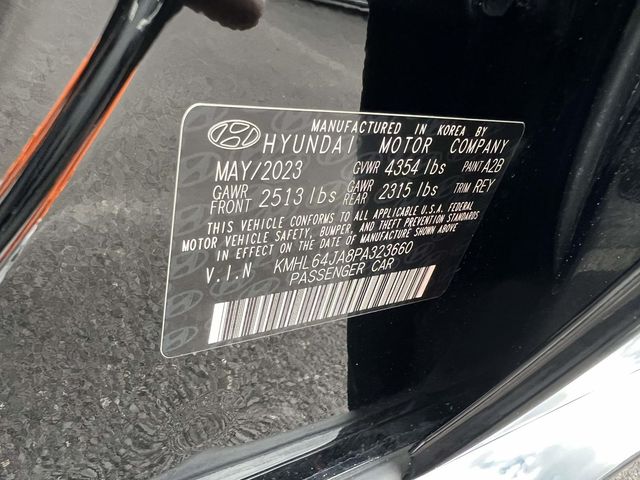 MANUFACTURED IN KOREA BY
HYUNDAI MOTOR COMPANY
MAY/2023 GVWR 4354 lbs PAINT A2B
GAWR FRONT 2513 lbs GAWR REAR 2315 lbs TRIM REY
THIS VEHICLE CONFORMS TO ALL APPLICABLE U.S.A. FEDERAL
MOTOR VEHICLE SAFETY, BUMPER, AND THEFT PREVENTION STANDARDS
IN EFFECT ON THE DATE OF MANUFACTURE SHOWN ABOVE.
V.I.N KMHL64JA8PA323660
PASSENGER CAR